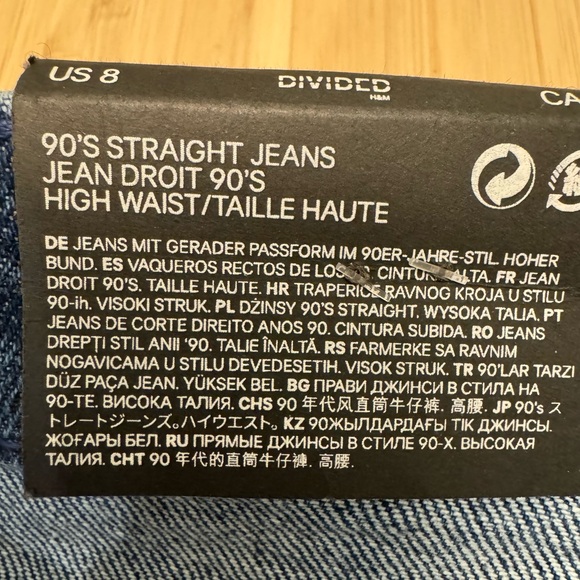 US 8
DIVIDED
H&M
CA
90'S STRAIGHT JEANS
JEAN DROIT 90'S
HIGH WAIST/TAILLE HAUTE
DE JEANS MIT GERADER PASSFORM IM 90ER-JAHRE-STIL. HOHER
BUND. ES VAQUEROS RECTOS DE LOS CINTURA ALTA. FR JEAN
DROIT 90'S. TAILLE HAUTE. HR TRAPERICE RAVNOG KROJA U STILU
90-ih. VISOKI STRUK. PL DŻINSY 90'S STRAIGHT. WYSOKA TALIA. PT
JEANS DE CORTE DIREITO ANOS 90. CINTURA SUBIDA. RO JEANS
DREPȚI STIL ANII '90. TALIE ÎNALTĂ. RS FARMERKE SA RAVNIM
NOGAVICAMA U STILU DEVEDESETIH. VISOK STRUK. TR 90'LAR TARZI
DÜZ PAÇA JEAN. YÜKSEK BEL. BG ПРАВИ ДЖИНСИ В СТИЛА НА
90-ТЕ. ВИСОКА ТАЛИЯ. CHS 90 年代风直筒牛仔裤. 高腰. JP 90's ス
トレートジーンズ。ハイウエスト。 KZ 90ЖЫЛДАРДАҒЫ ТІК ДЖИНСЫ.
ЖОҒАРЫ БЕЛ. RU ПРЯМЫЕ ДЖИНСЫ В СТИЛЕ 90-Х. ВЫСОКАЯ
ТАЛИЯ. CHT 90 年代的直筒牛仔褲. 高腰.